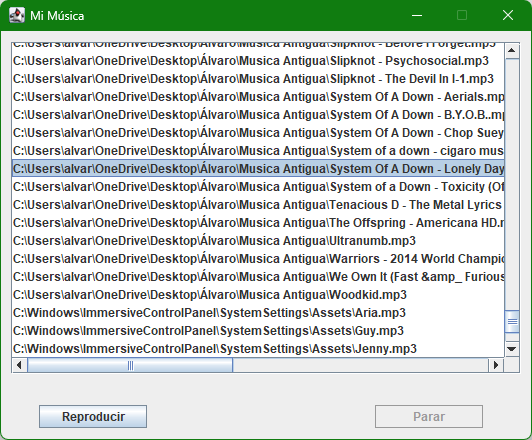 Mi Música
C:\Users\alvar\OneDrive\Desktop\Álvaro\Musica Antigua\Slipknot - Before I Forget.mp3
C:\Users\alvar\OneDrive\Desktop\Álvaro\Musica Antigua\Slipknot - Psychosocial.mp3
C:\Users\alvar\OneDrive\Desktop\Álvaro\Musica Antigua\Slipknot - The Devil In I-1.mp3
C:\Users\alvar\OneDrive\Desktop\Álvaro\Musica Antigua\System Of A Down - Aerials.mp
C:\Users\alvar\OneDrive\Desktop\Álvaro\Musica Antigua\System Of A Down - B.Y.O.B..mp
C:\Users\alvar\OneDrive\Desktop\Álvaro\Musica Antigua\System Of A Down - Chop Suey
C:\Users\alvar\OneDrive\Desktop\Álvaro\Musica Antigua\System of a down - cigaro mus
C:\Users\alvar\OneDrive\Desktop\Álvaro\Musica Antigua\System Of A Down - Lonely Day
C:\Users\alvar\OneDrive\Desktop\Álvaro\Musica Antigua\System of a Down - Toxicity (Of
C:\Users\alvar\OneDrive\Desktop\Álvaro\Musica Antigua\Tenacious D - The Metal Lyrics
C:\Users\alvar\OneDrive\Desktop\Álvaro\Musica Antigua\The Offspring - Americana HD.m
C:\Users\alvar\OneDrive\Desktop\Álvaro\Musica Antigua\Ultranumb.mp3
C:\Users\alvar\OneDrive\Desktop\Álvaro\Musica Antigua\Warriors - 2014 World Champio
C:\Users\alvar\OneDrive\Desktop\Álvaro\Musica Antigua\We Own It (Fast &amp_ Furious
C:\Users\alvar\OneDrive\Desktop\Álvaro\Musica Antigua\Woodkid.mp3
C:\Windows\ImmersiveControlPanel\SystemSettings\Assets\Aria.mp3
C:\Windows\ImmersiveControlPanel\SystemSettings\Assets\Guy.mp3
C:\Windows\ImmersiveControlPanel\SystemSettings\Assets\Jenny.mp3
Reproducir
Parar